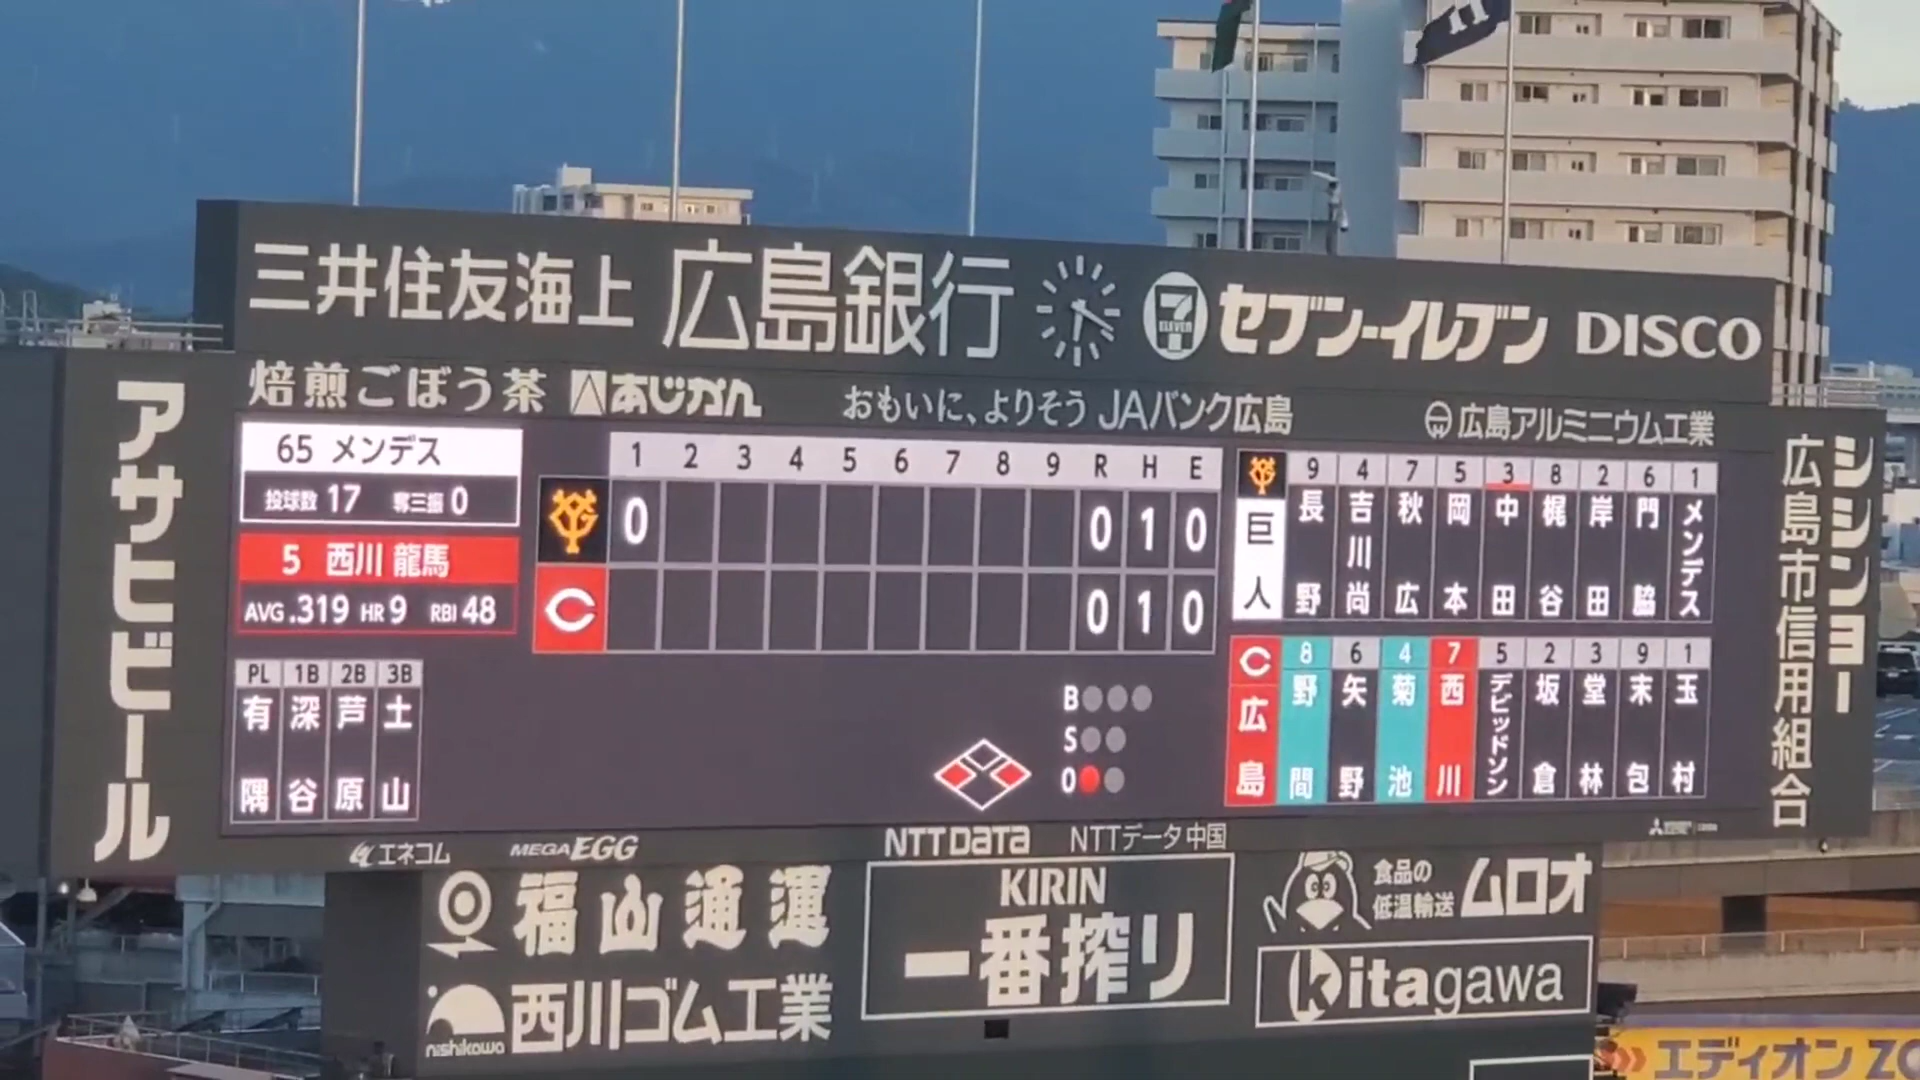 三井住友海上 広島銀行 7 ELEVEN セブン-イレブン DISCO
焙煎ごぼう茶 あじかん おもいに、よりそう JAバンク広島 広島アルミニウム工業
アサヒビール
65 メンデス
投球数 17 奪三振 0
5 西川 龍馬
AVG .319 HR 9 RBI 48
PL 1B 2B 3B
有隅 深谷 芦原 土山
1 2 3 4 5 6 7 8 9 R H E
YG 0 0 1 0
C 0 1 0
B
S
O
YG 9 4 7 5 3 8 2 6 1
巨人 長野 吉川尚 秋広 岡本 中田 梶谷 岸田 門脇 メンデス
C 8 6 4 7 5 2 3 9 1
広島 野間 矢野 菊池 西川 デビッドソン 坂倉 堂林 末包 玉村
シシンヨー
広島市信用組合
エネコム MEGA EGG NTT DATA NTTデータ中国
福山通運
nishikawa 西川ゴム工業
KIRIN
一番搾り
食品の
低温輸送 ムロオ
kitagawa
エディオン ZO